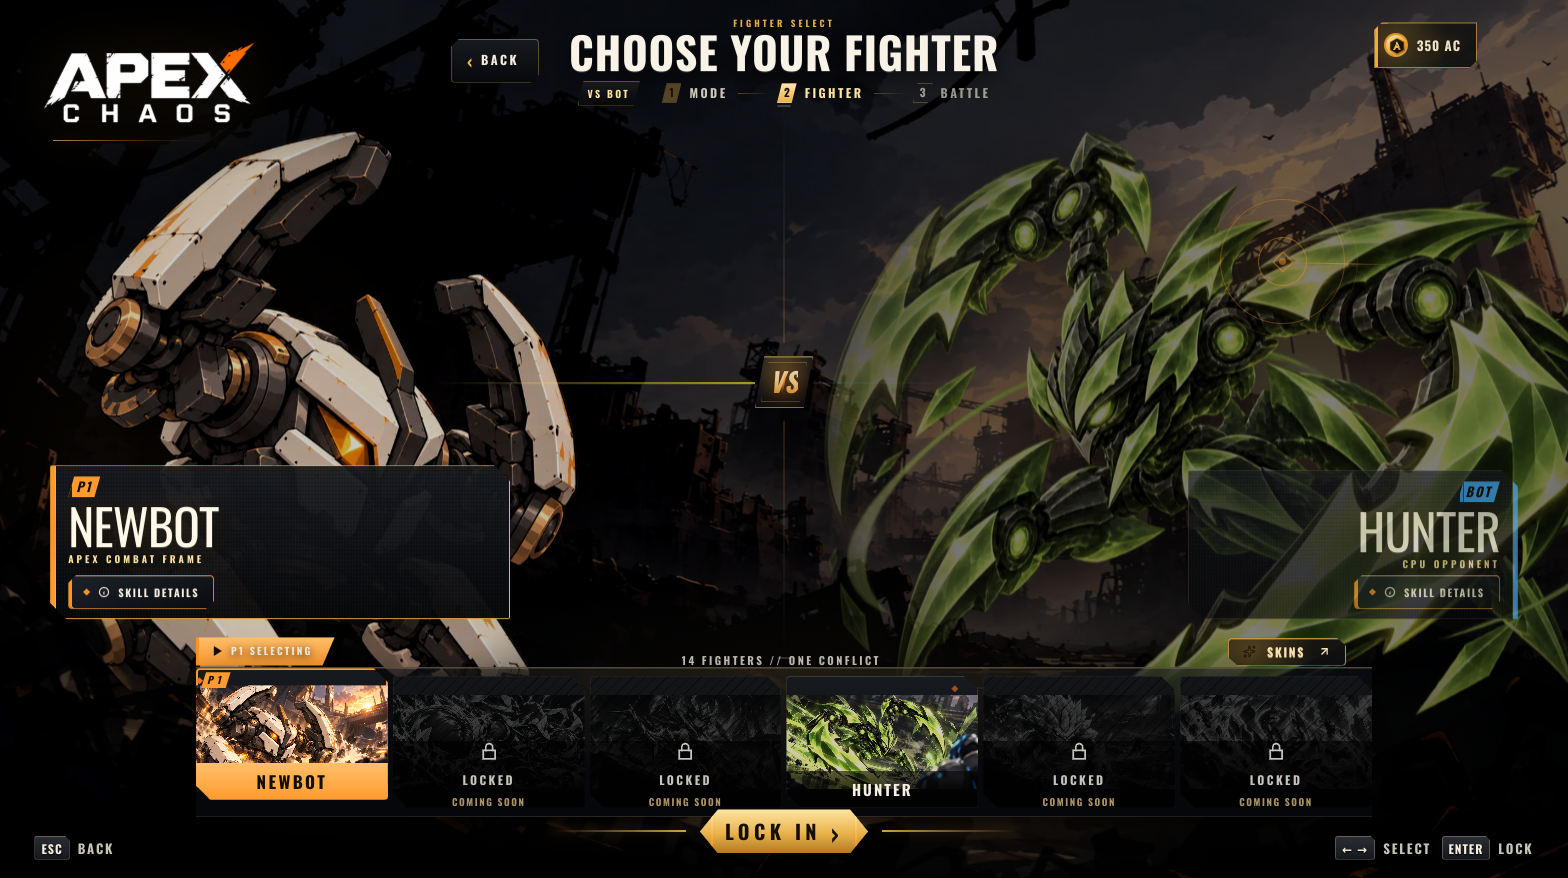 APEX
CHAOS
‹ BACK
FIGHTER SELECT
CHOOSE YOUR FIGHTER
VS BOT
1 MODE
2 FIGHTER
3 BATTLE
350 AC
VS
P1
NEWBOT
APEX COMBAT FRAME
SKILL DETAILS
BOT
HUNTER
CPU OPPONENT
SKILL DETAILS
P1 SELECTING
14 FIGHTERS // ONE CONFLICT
SKINS
P1
NEWBOT
LOCKED
COMING SOON
LOCKED
COMING SOON
HUNTER
LOCKED
COMING SOON
LOCKED
COMING SOON
LOCK IN ›
ESC BACK
← → SELECT
ENTER LOCK